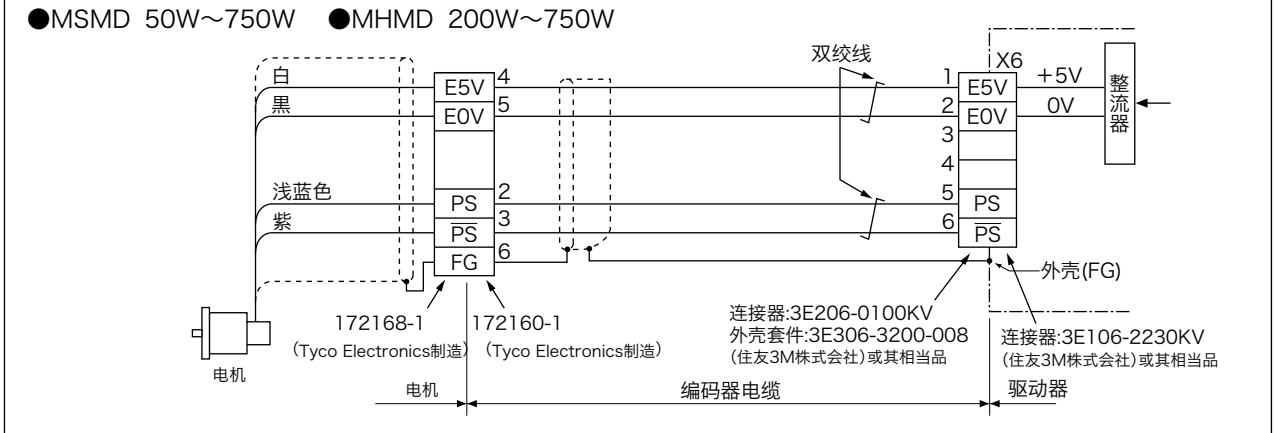 ●MSMD 50W～750W ●MHMD 200W～750W
双绞线
X6
白
E5V 4
1 E5V
+5V
黒
E0V 5
2 E0V
0V
整流器
3
4
浅蓝色
PS 2
5 PS
紫
P̅S̅ 3
6 P̅S̅
FG 6
外壳(FG)
172168-1
（Tyco Electronics制造）
172160-1
（Tyco Electronics制造）
连接器:3E206-0100KV
外壳套件:3E306-3200-008
（住友3M株式会社）或其相当品
连接器:3E106-2230KV
（住友3M株式会社）或其相当品
电机
电机
编码器电缆
驱动器